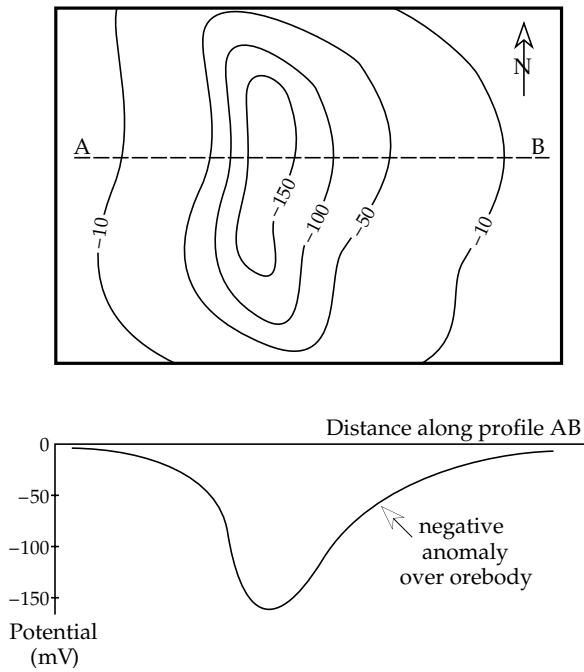 N
A
B
−10
−150
−100
−50
−10
Distance along profile AB
0
−50
−100
−150
negative
anomaly
over orebody
Potential
(mV)